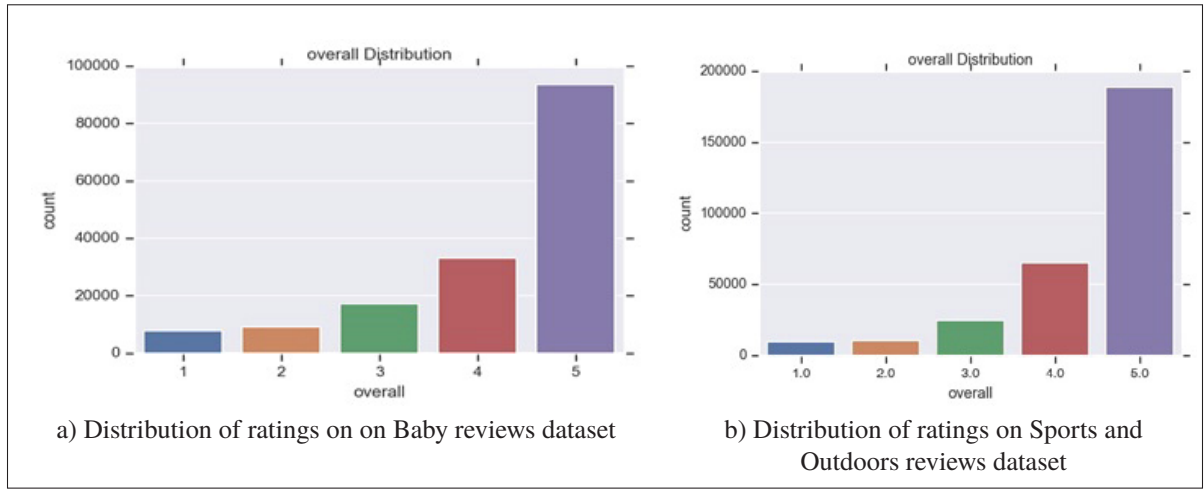 overall Distribution
100000
80000
60000
40000
20000
0
count
1 2 3 4 5
overall
a) Distribution of ratings on on Baby reviews dataset
overall Distribution
200000
150000
100000
50000
0
count
1.0 2.0 3.0 4.0 5.0
overall
b) Distribution of ratings on Sports and
Outdoors reviews dataset